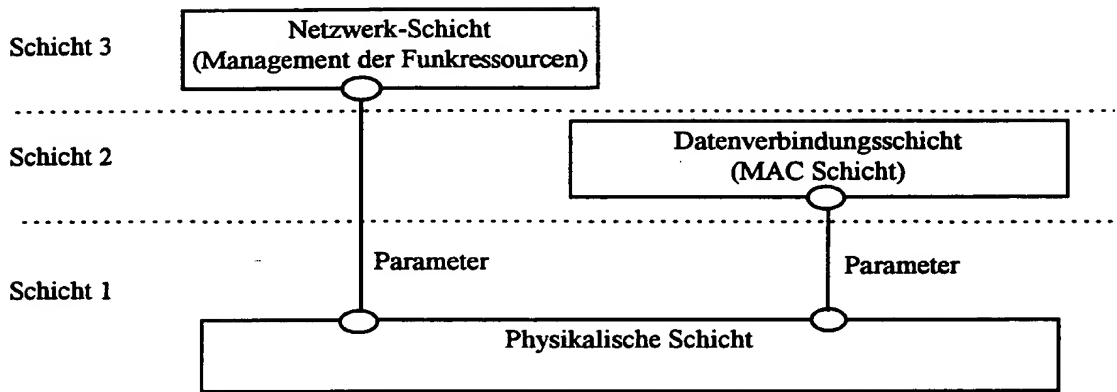 Schicht 3
Netzwerk-Schicht
(Management der Funkressourcen)
Schicht 2
Datenverbindungsschicht
(MAC Schicht)
Schicht 1
Parameter
Parameter
Physikalische Schicht